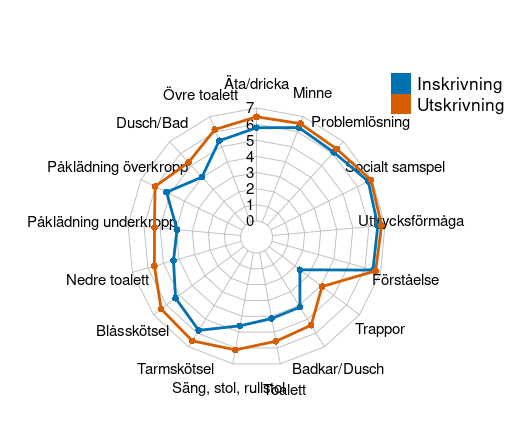 Inskrivning
Utskrivning
Äta/dricka
Minne
Problemlösning
Socialt samspel
Uttrycksförmåga
Förståelse
Trappor
Badkar/Dusch
Toalett
Säng, stol, rullstol
Tarmskötsel
Blåsskötsel
Nedre toalett
Påklädning underkropp
Påklädning överkropp
Dusch/Bad
Övre toalett
7
6
5
4
3
2
1
0